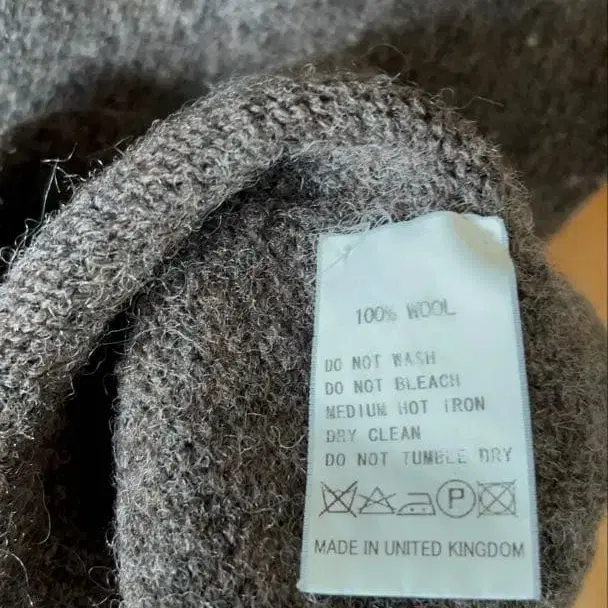 100% WOOL
DO NOT WASH
DO NOT BLEACH
MEDIUM HOT IRON
DRY CLEAN
DO NOT TUMBLE DRY
P
MADE IN UNITED KINGDOM